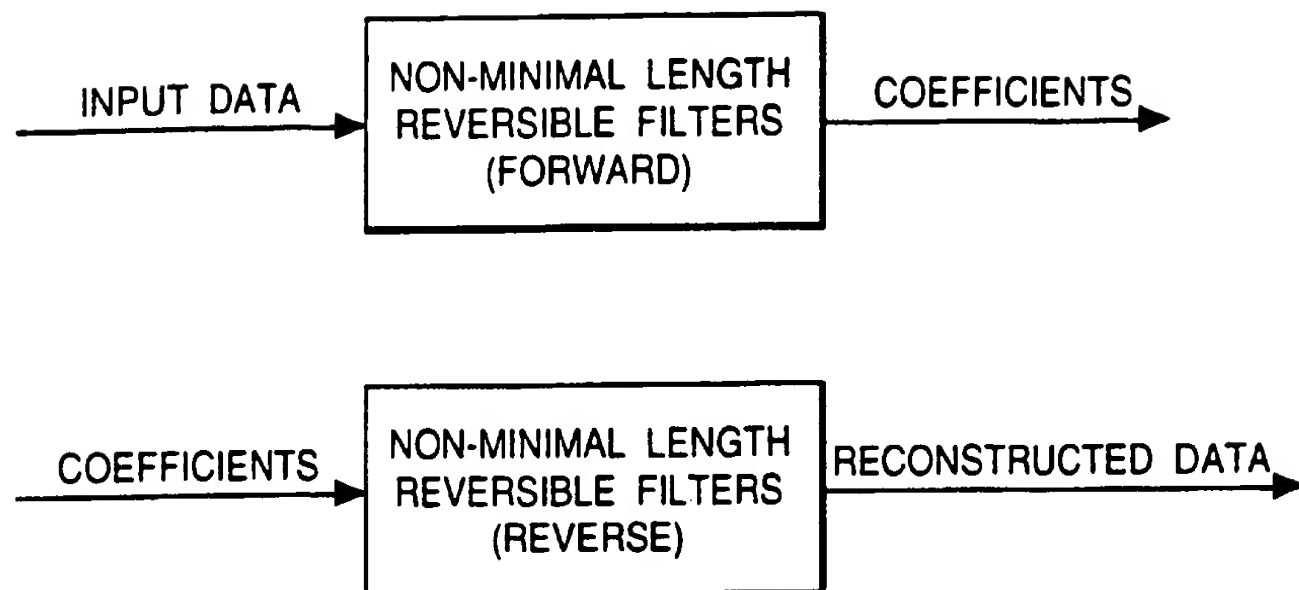 INPUT DATA
NON-MINIMAL LENGTH
REVERSIBLE FILTERS
(FORWARD)
COEFFICIENTS
COEFFICIENTS
NON-MINIMAL LENGTH
REVERSIBLE FILTERS
(REVERSE)
RECONSTRUCTED DATA